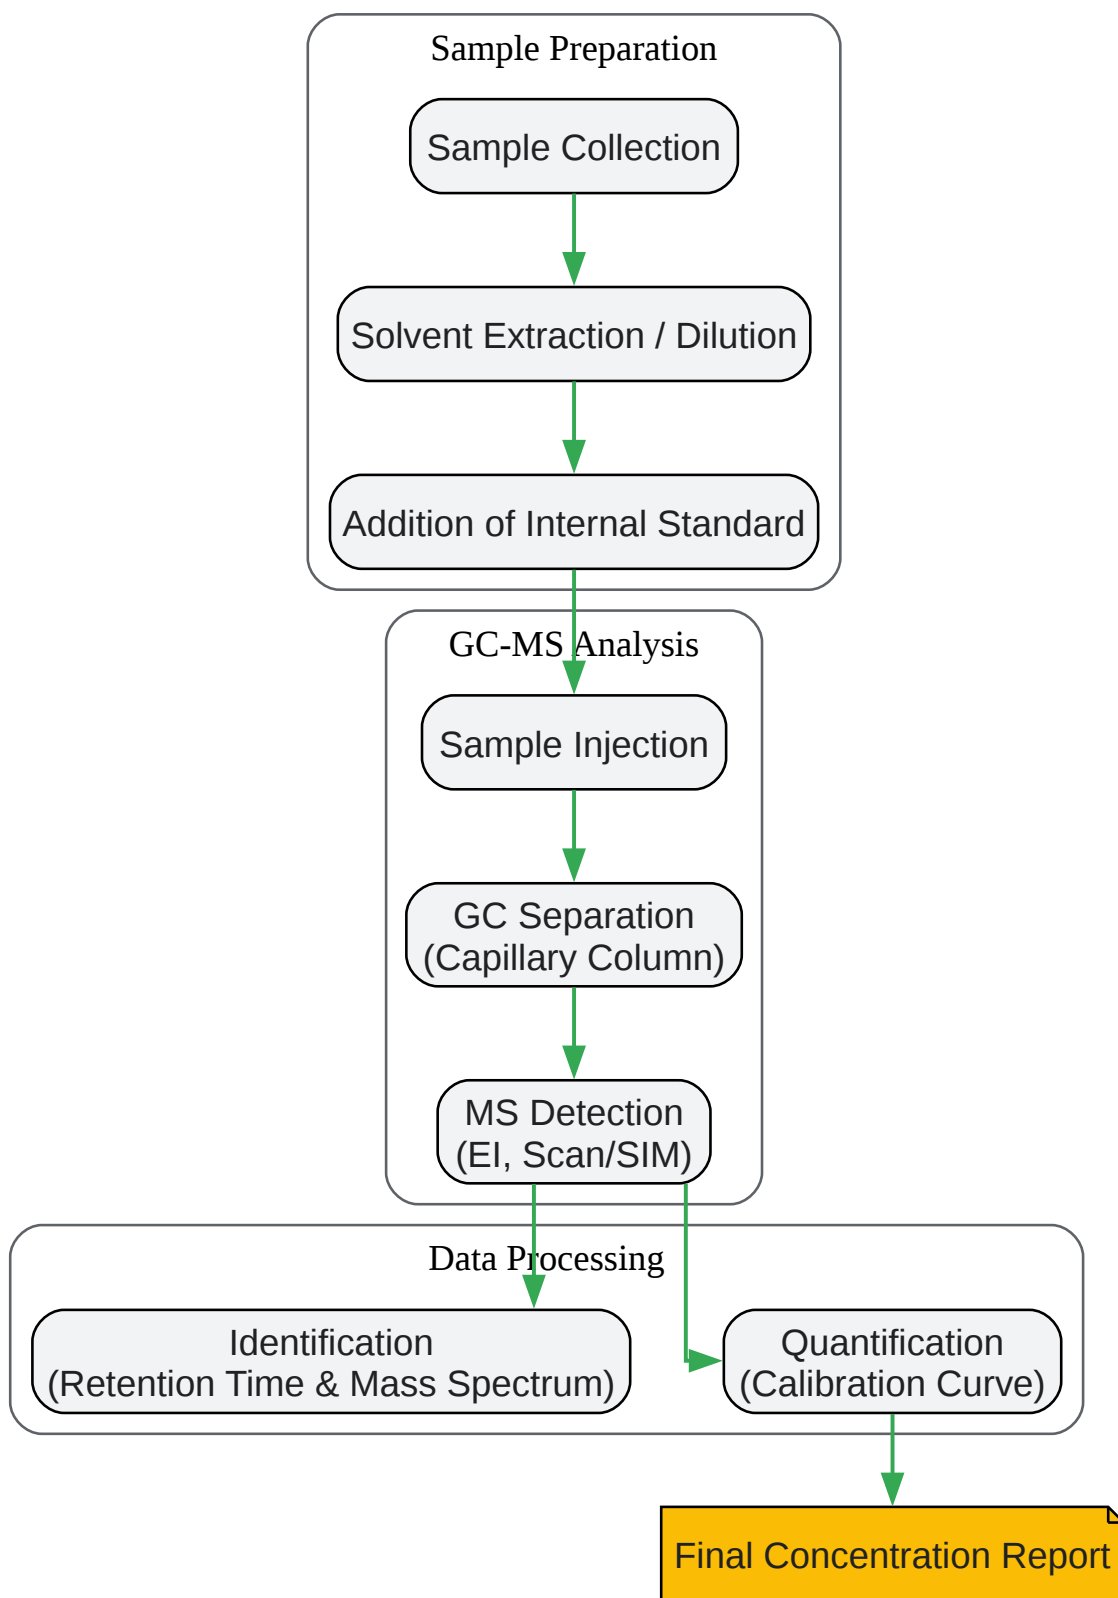 Sample Preparation
Sample Collection
Solvent Extraction / Dilution
Addition of Internal Standard
GC-MS Analysis
Sample Injection
GC Separation
(Capillary Column)
MS Detection
(EI, Scan/SIM)
Data Processing
Identification
(Retention Time & Mass Spectrum)
Quantification
(Calibration Curve)
Final Concentration Report